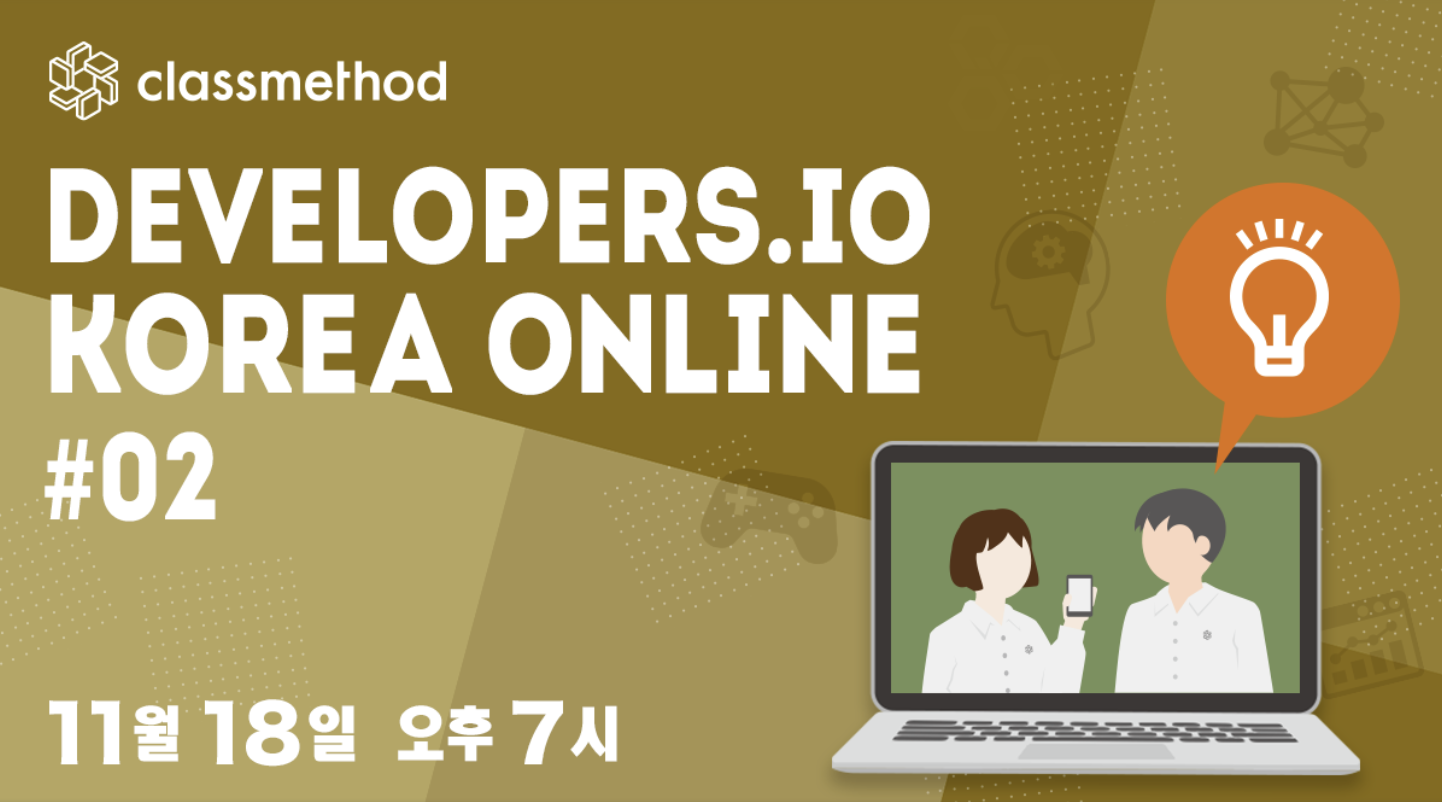 classmethod
DEVELOPERS.IO
KOREA ONLINE
#02
11월 18일 오후 7시